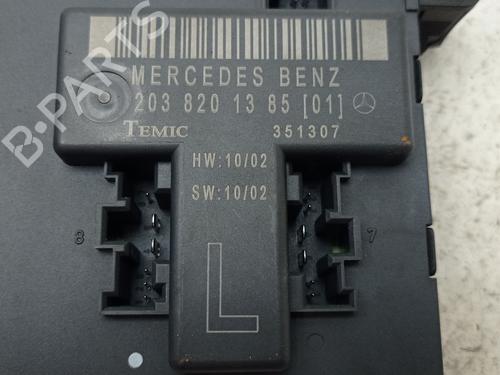 MERCEDES BENZ
203 820 13 85 [01]
TEMIC 351307
HW:10/02
SW:10/02
8 7
L
B-PARTS